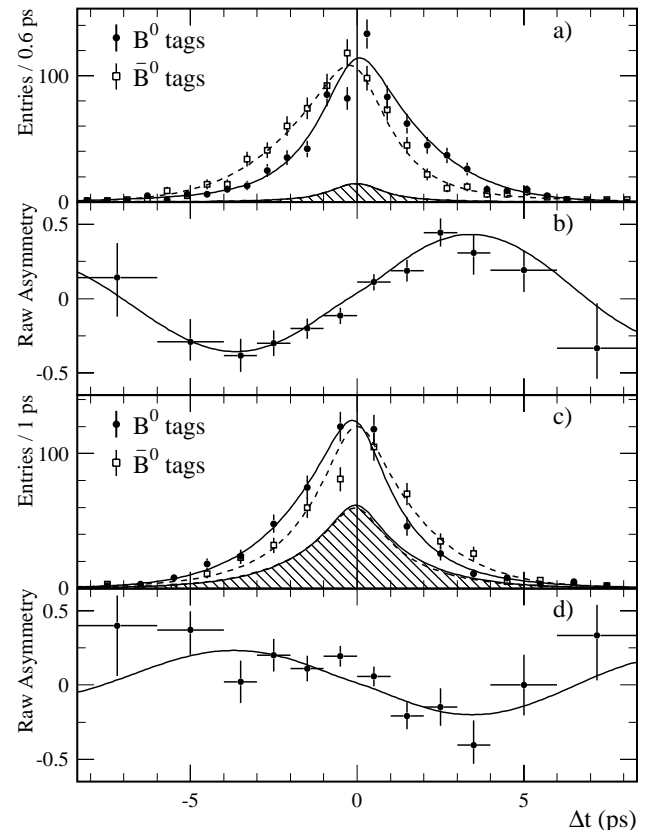 Entries / 0.6 ps
100
0
B⁰ tags
B̄⁰ tags
a)
Raw Asymmetry
0.5
0
-0.5
b)
Entries / 1 ps
100
0
B⁰ tags
B̄⁰ tags
c)
Raw Asymmetry
0.5
0
-0.5
d)
-5
0
5
Δt (ps)